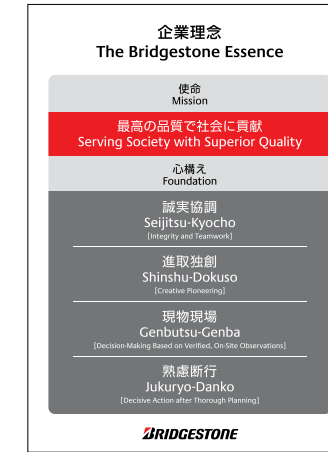 企業理念
The Bridgestone Essence
使命
Mission
最高の品質で社会に貢献
Serving Society with Superior Quality
心構え
Foundation
誠実協調
Seijitsu-Kyocho
[Integrity and Teamwork]
進取独創
Shinshu-Dokuso
[Creative Pioneering]
現物現場
Genbutsu-Genba
[Decision-Making Based on Verified, On-Site Observations]
熟慮断行
Jukuryo-Danko
[Decisive Action after Thorough Planning]
BRIDGESTONE